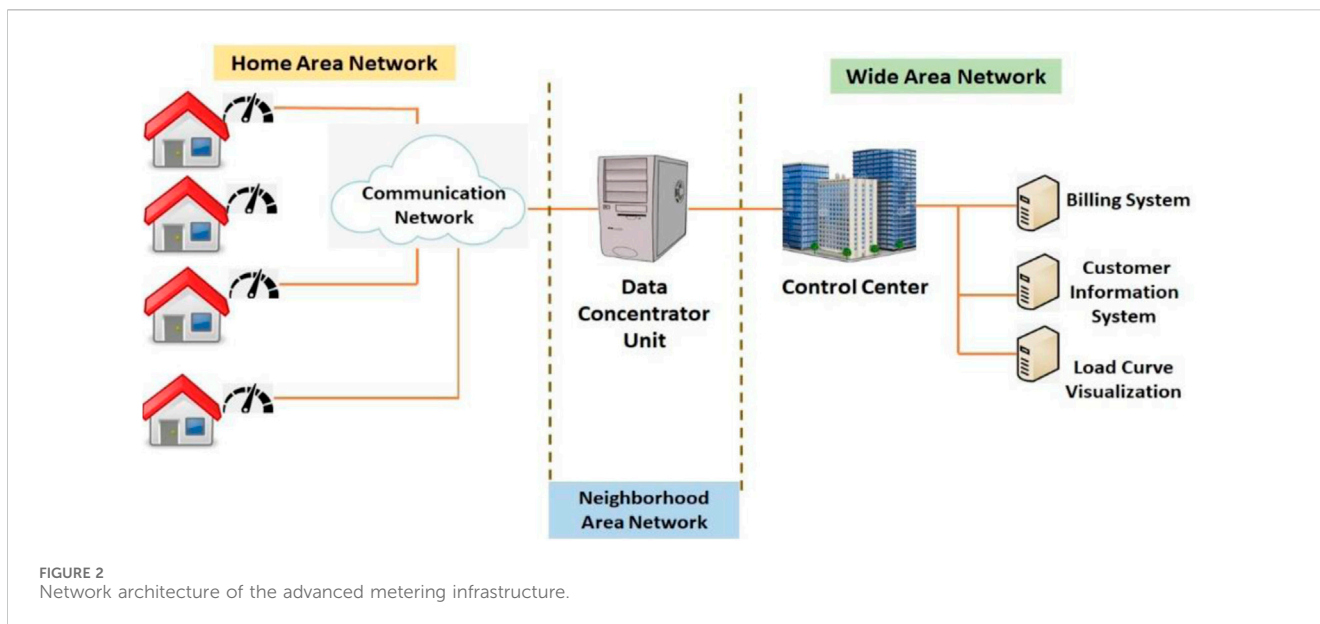 Home Area Network
Wide Area Network
Communication
Network
Data
Concentrator
Unit
Control Center
Billing System
Customer
Information
System
Load Curve
Visualization
Neighborhood
Area Network
FIGURE 2
Network architecture of the advanced metering infrastructure.